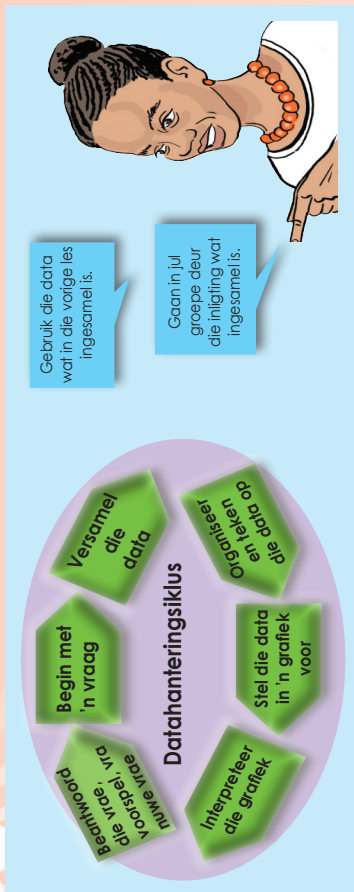 Begin met
'n vraag
Versamel
die
data
Organiseer
en teken
die data op
Stel die data
in 'n grafiek
voor
Interpreteer
die grafiek
Beantwoord
die vrae,
voorspel, vra
nuwe vrae
Datahanteringsiklus
Gebruik die data
wat in die vorige les
ingesamel is.
Gaan in jul
groepe deur
die inligting wat
ingesamel is.